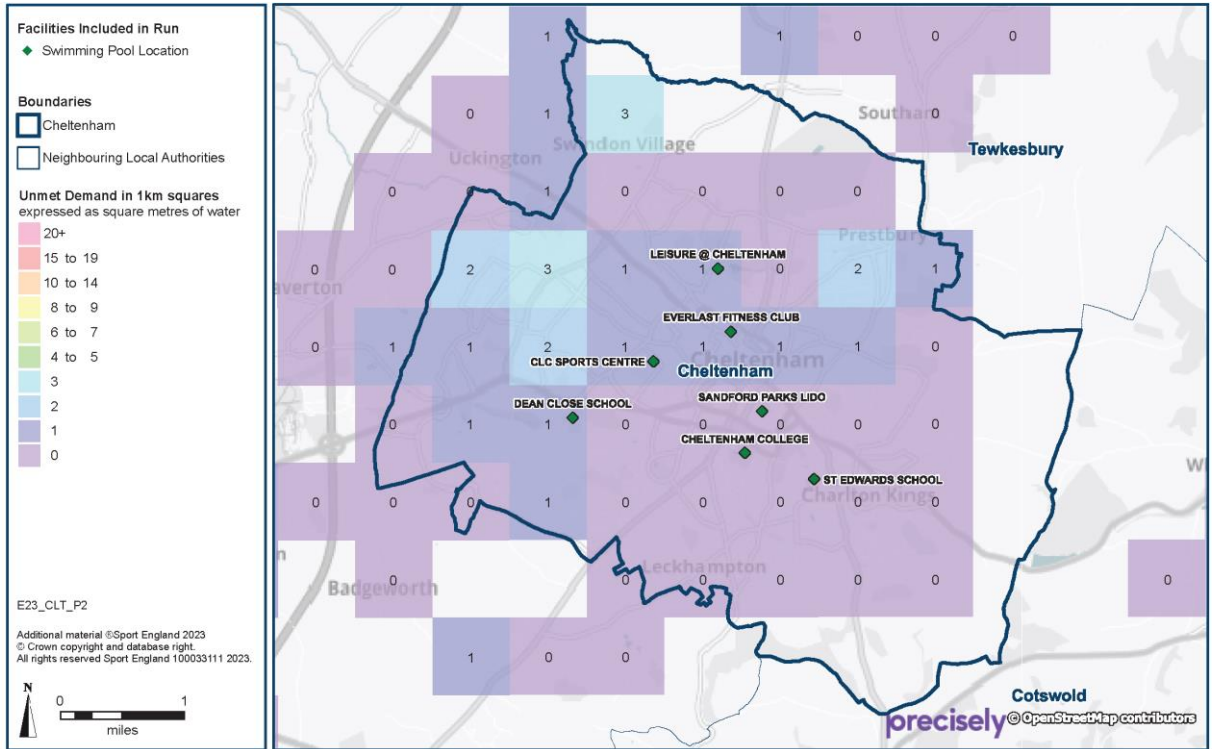 Facilities Included in Run
Swimming Pool Location
Boundaries
Cheltenham
Neighbouring Local Authorities
Unmet Demand in 1km squares
expressed as square metres of water
20+
15 to 19
10 to 14
8 to 9
6 to 7
4 to 5
3
2
1
0
E23_CLT_P2
Additional material ©Sport England 2023
© Crown copyright and database right.
All rights reserved Sport England 100033111 2023.
N
0 1
miles
1 1 0 0 0
0 1 3 0
Southam
Swindon Village
Tewkesbury
Uckington
0 0 1 0 0 0 0
Prestbury
LEISURE @ CHELTENHAM
0 0 2 3 1 1 0 2 1
averton
EVERLAST FITNESS CLUB
0 1 1 2 1 1 1 1 0
Cheltenham
CLC SPORTS CENTRE
Cheltenham
DEAN CLOSE SCHOOL
SANDFORD PARKS LIDO
0 1 1 0 0 0 0 0
CHELTENHAM COLLEGE
ST EDWARDS SCHOOL
Charlton Kings
0 0 0 1 0 0 0 0 0
Leckhampton
Badgeworth
0 0 0 0 0 0 0
1 0 0
Cotswold
precisely © OpenStreetMap contributors